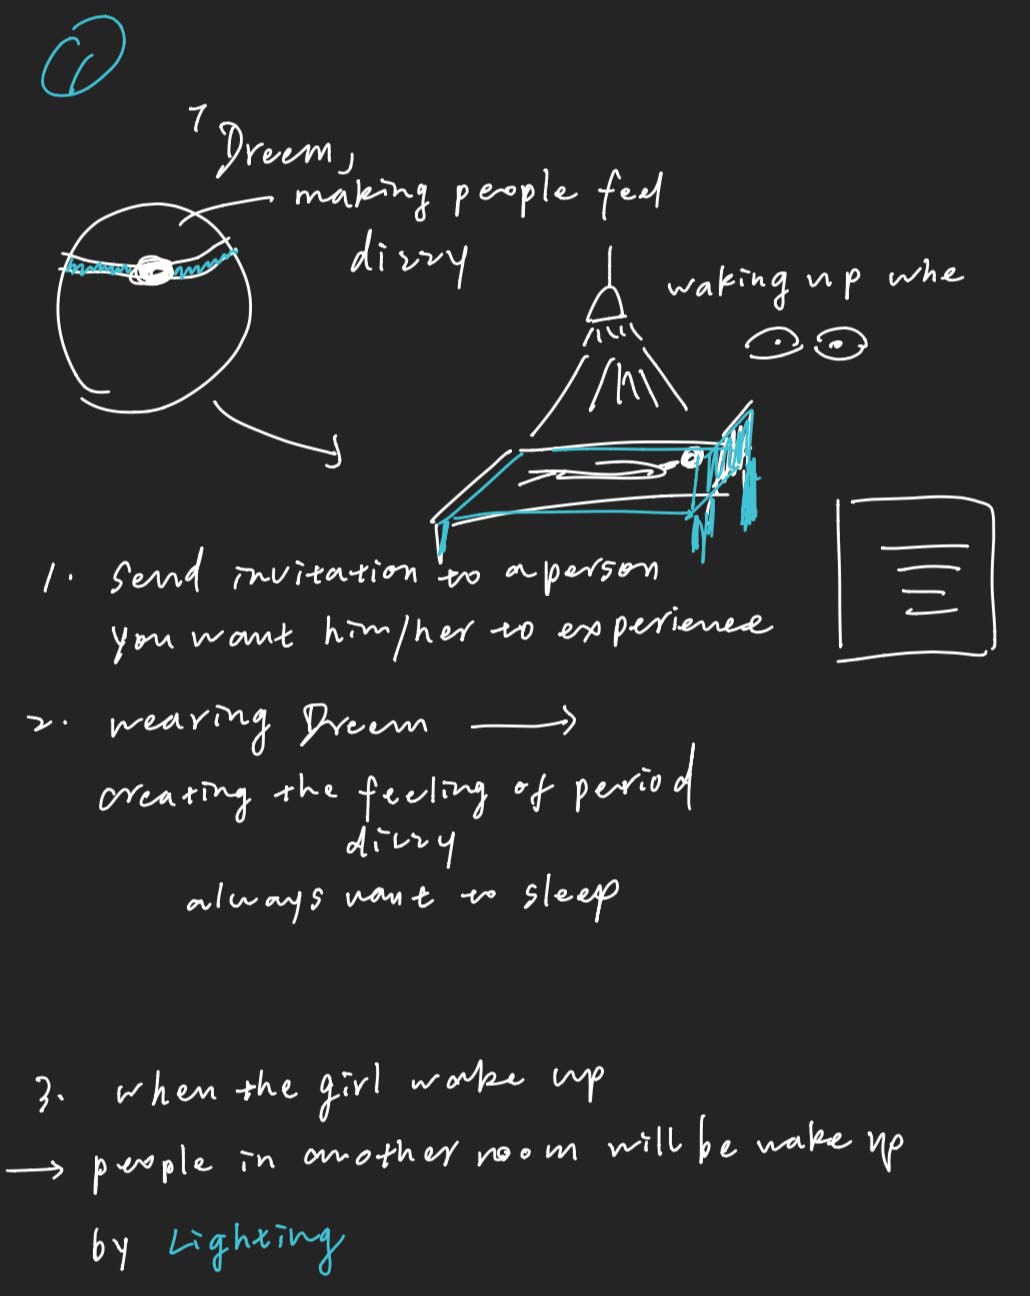 1
Dreem,
making people feel
dizzy
waking up whe
1. Send invitation to a person
you want him/her to experience
2. wearing Dreem →
creating the feeling of period
dizzy
always want to sleep
3. when the girl wake up
→ people in another room will be wake up
by Lighting